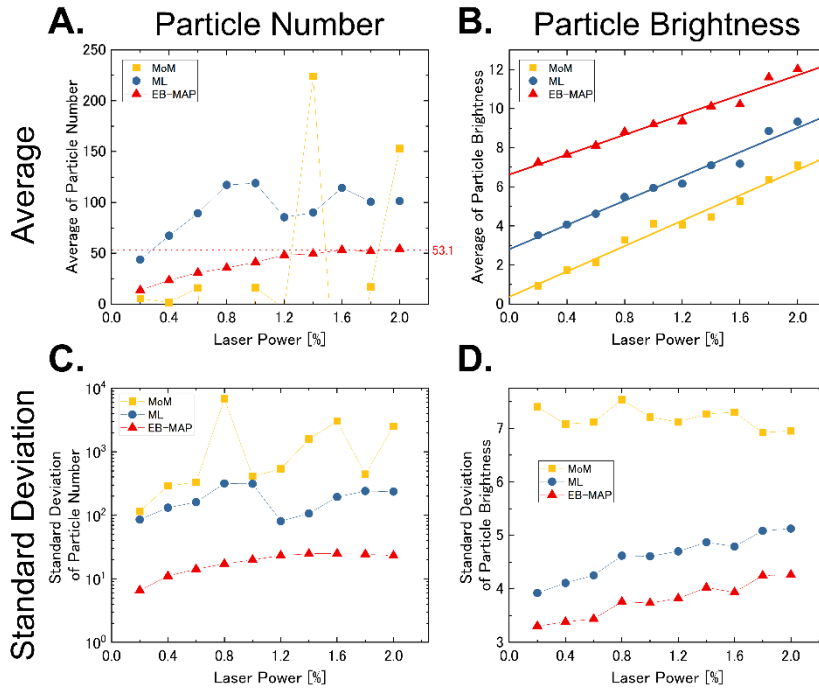 Particle Number
Particle Brightness
Average
Standard Deviation
A.
Average of Particle Number
250
200
150
100
50
0
MoM
ML
EB-MAP
53.1
0.0 0.4 0.8 1.2 1.6 2.0
Laser Power [%]
B.
Average of Particle Brightness
12
10
8
6
4
2
0
MoM
ML
EB-MAP
0.0 0.4 0.8 1.2 1.6 2.0
Laser Power [%]
C.
Standard Deviation
of Particle Number
10⁴
10³
10²
10¹
10⁰
MoM
ML
EB-MAP
0.0 0.4 0.8 1.2 1.6 2.0
Laser Power [%]
D.
Standard Deviation
of Particle Brightness
7
6
5
4
3
MoM
ML
EB-MAP
0.0 0.4 0.8 1.2 1.6 2.0
Laser Power [%]